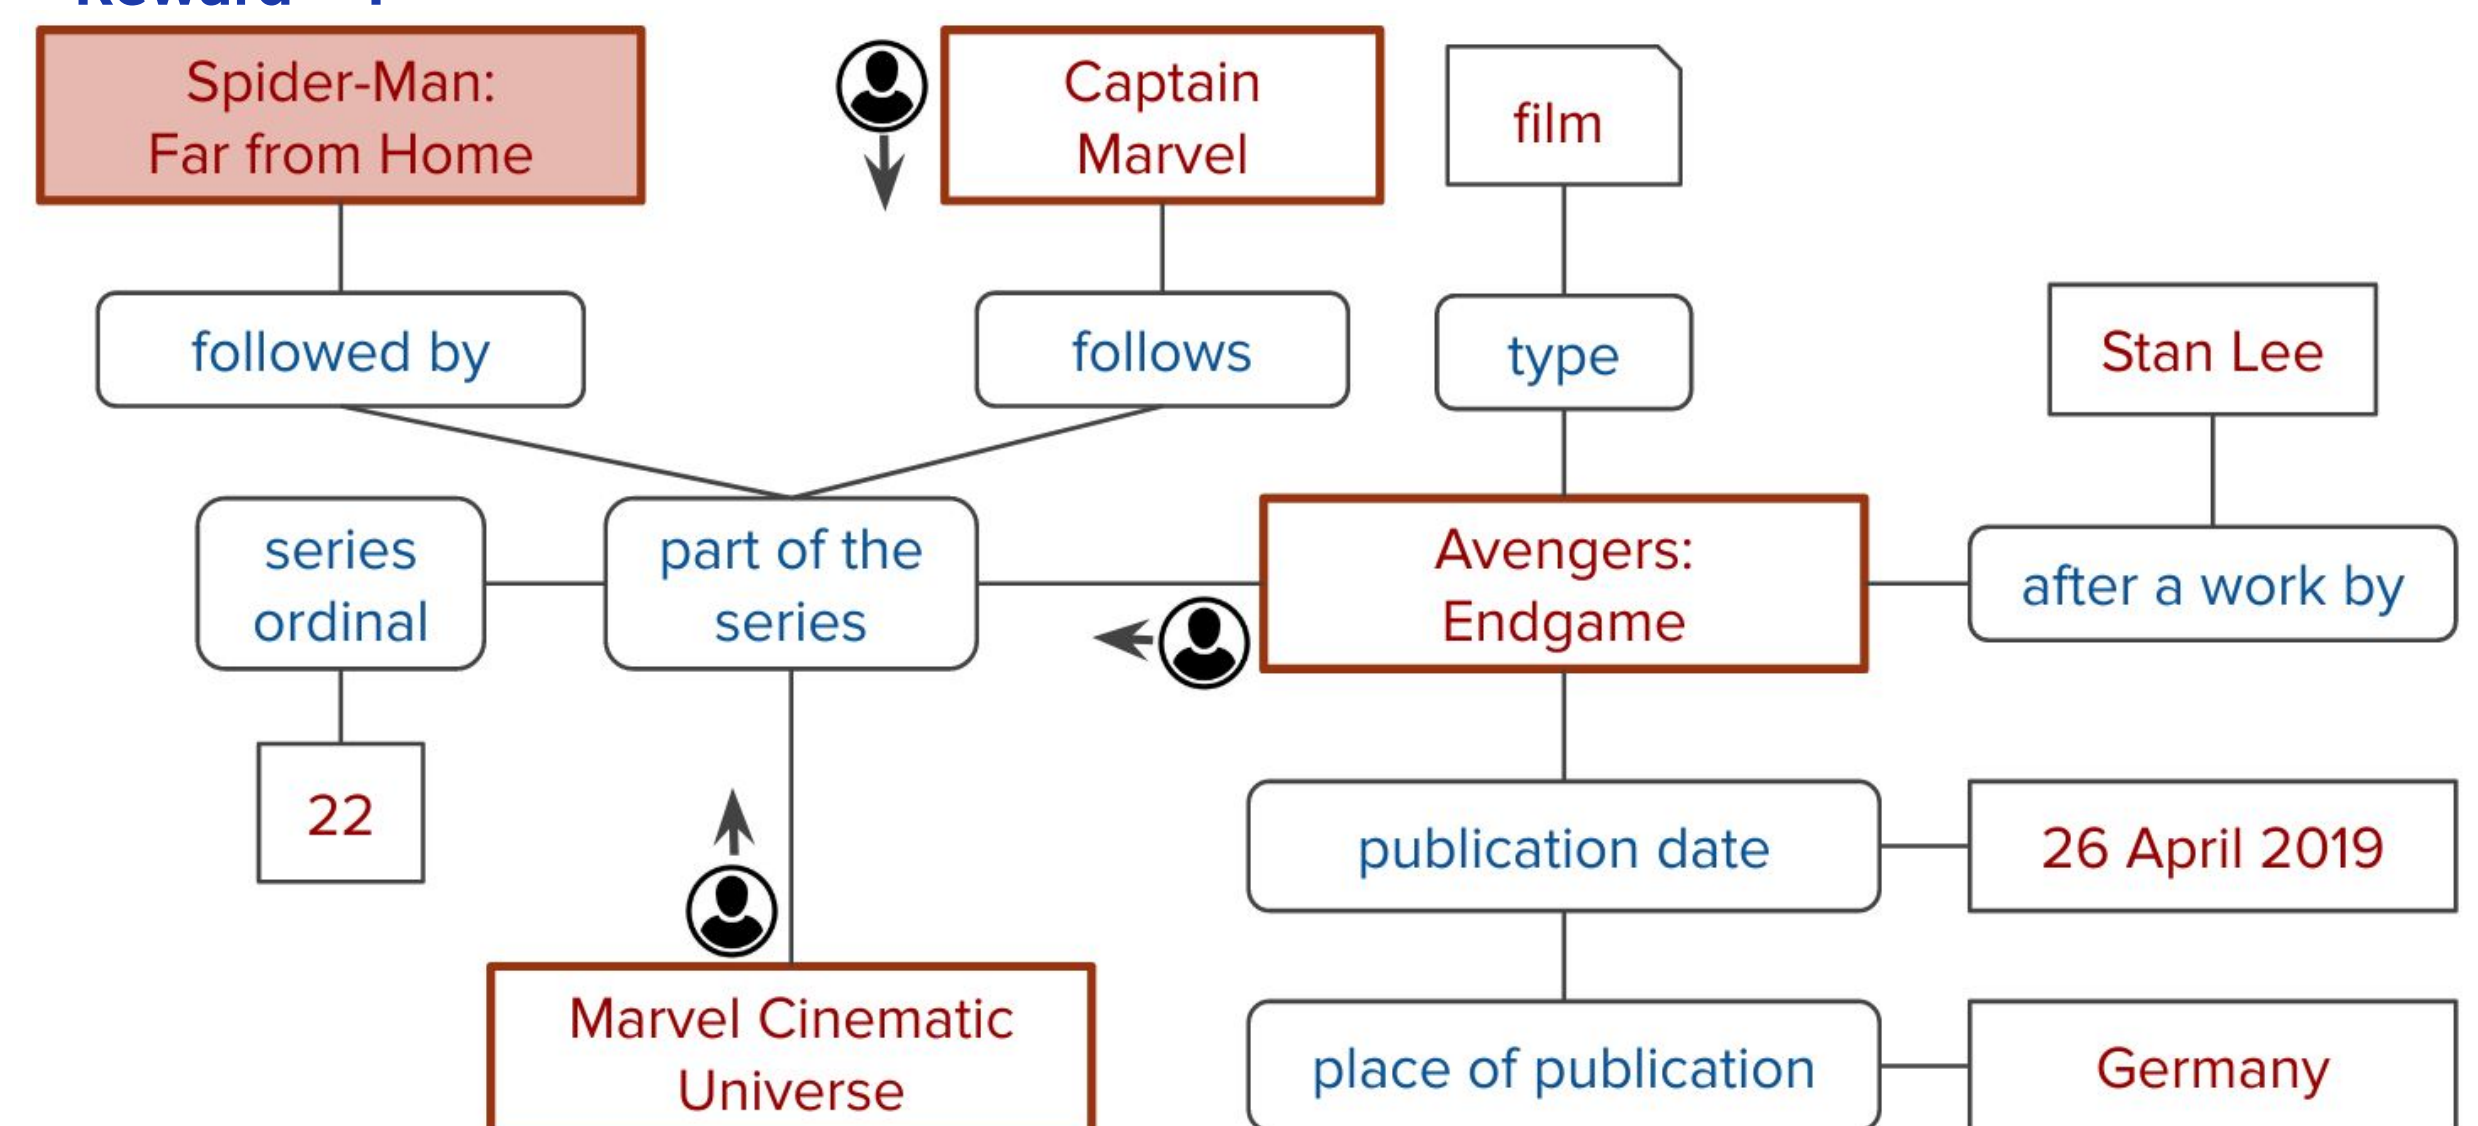 Spider-Man:
Far from Home
Captain
Marvel
film
followed by
follows
type
Stan Lee
series
ordinal
part of the
series
Avengers:
Endgame
after a work by
22
publication date
26 April 2019
Marvel Cinematic
Universe
place of publication
Germany